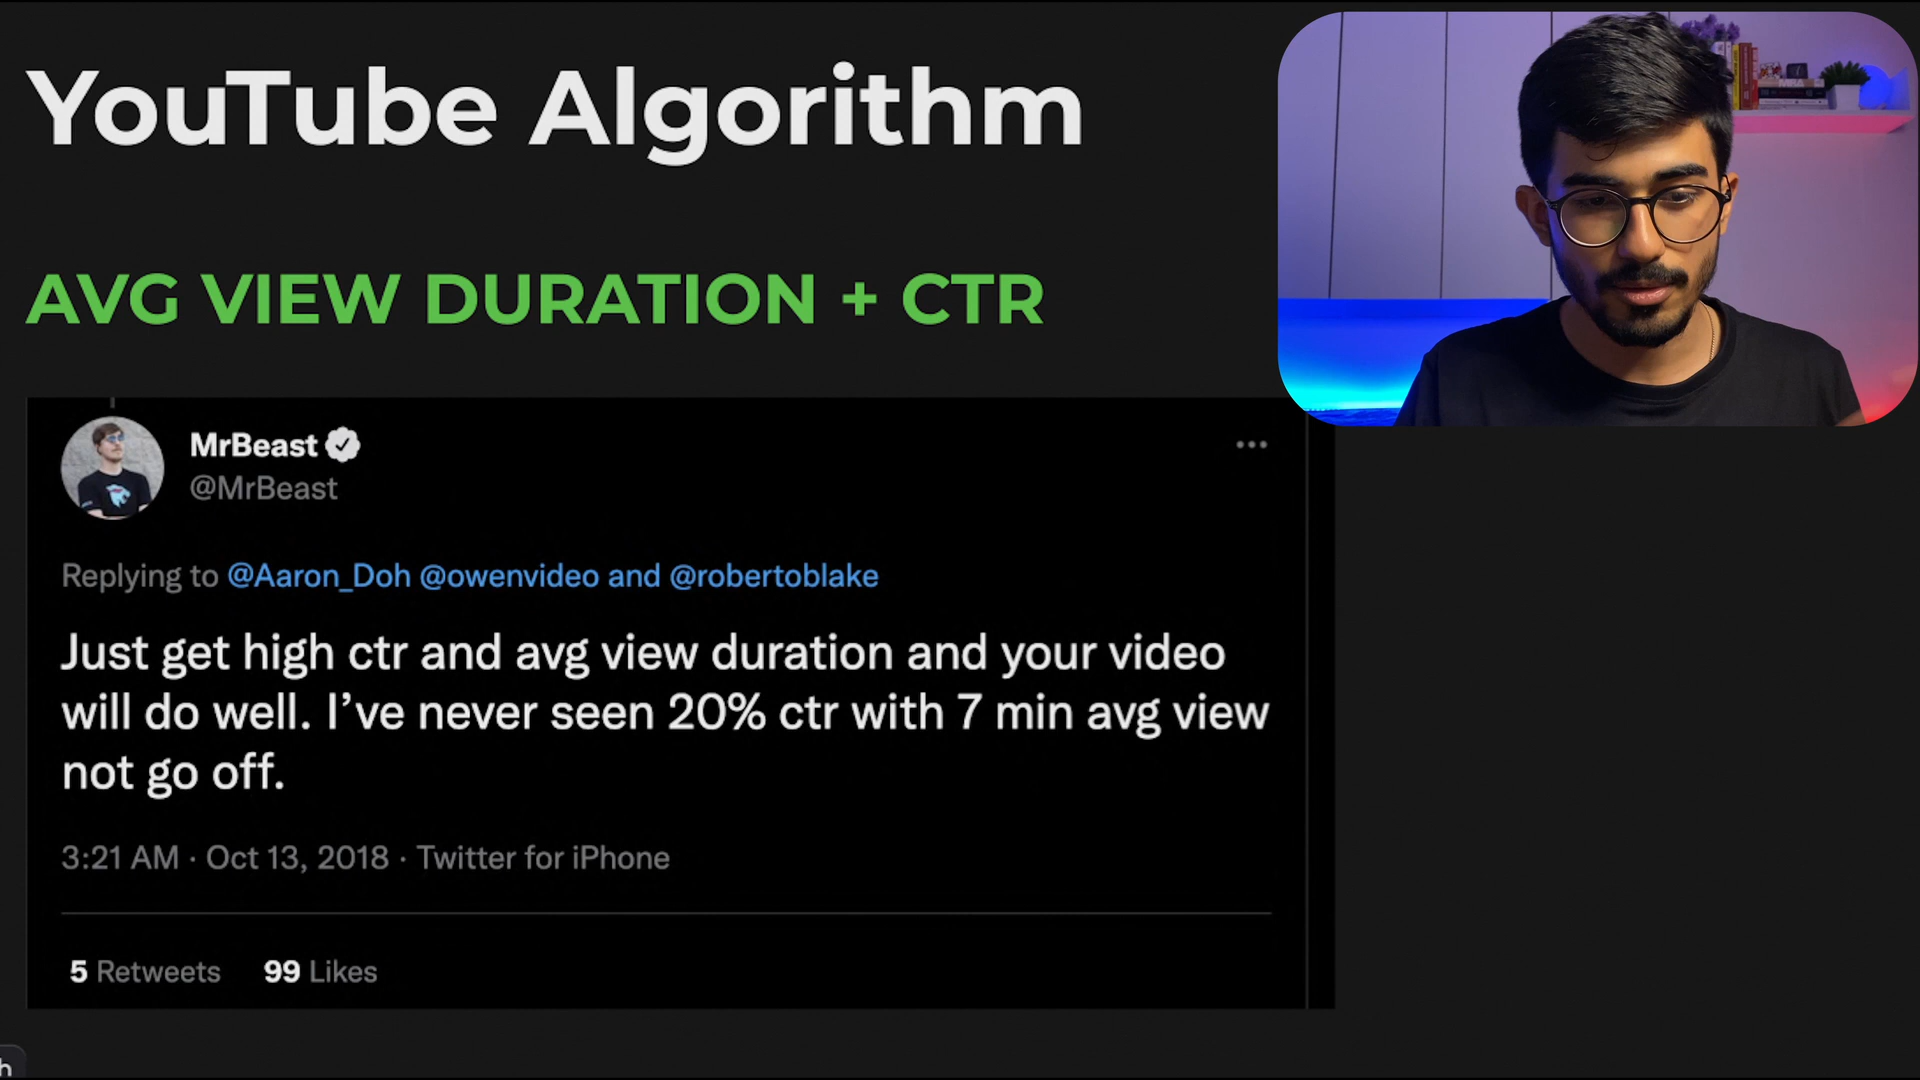 YouTube Algorithm
AVG VIEW DURATION + CTR
MrBeast
@MrBeast
Replying to @Aaron_Doh @owenvideo and @robertoblake
Just get high ctr and avg view duration and your video
will do well. I’ve never seen 20% ctr with 7 min avg view
not go off.
3:21 AM · Oct 13, 2018 · Twitter for iPhone
5 Retweets 99 Likes